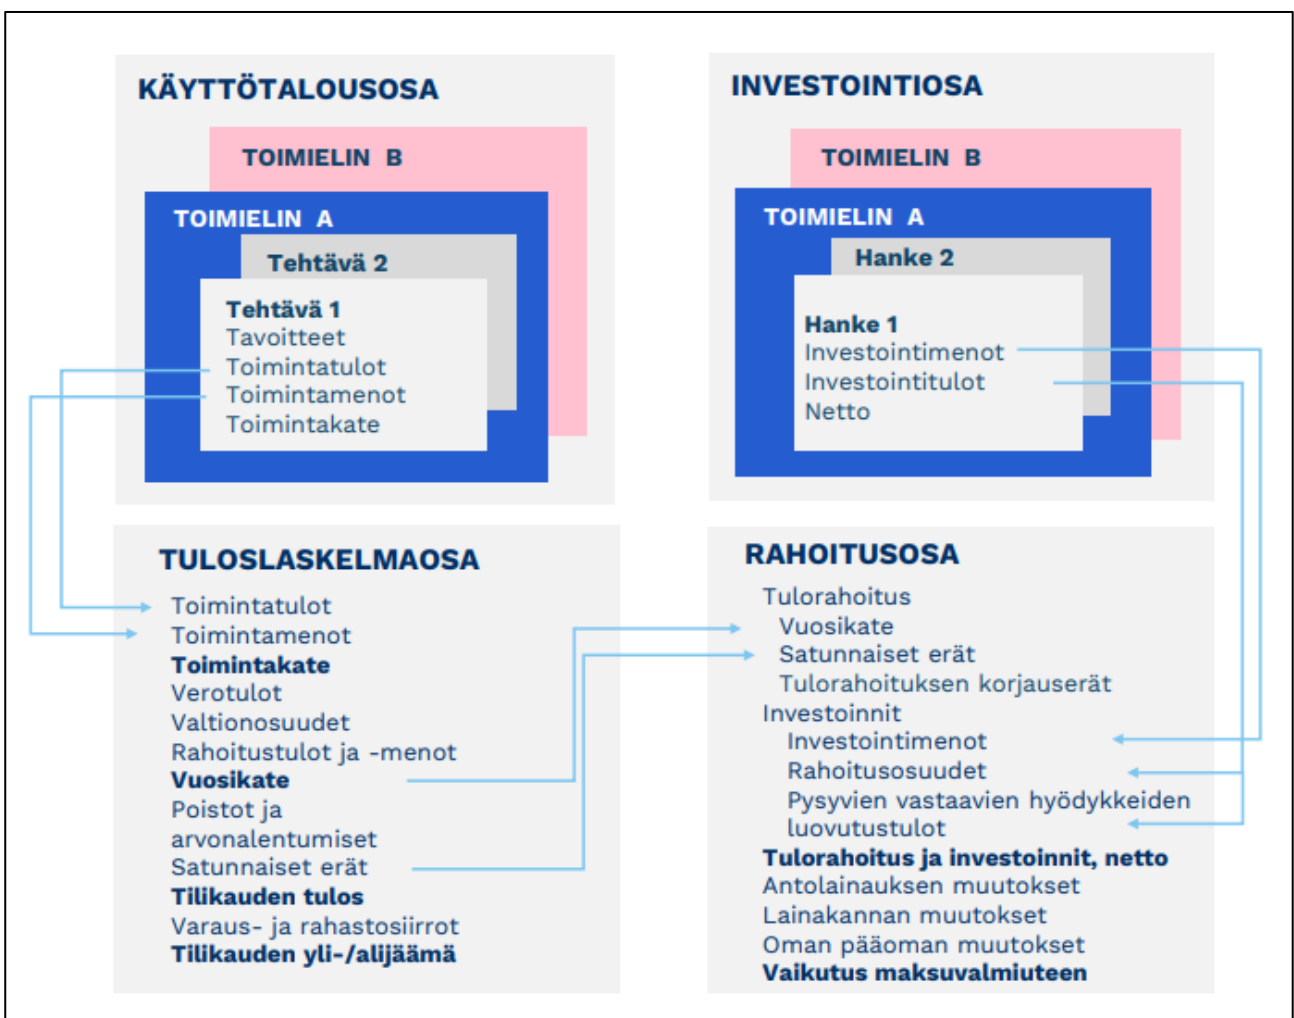 KÄYTTÖTALOUSOSA
TOIMIELIN B
TOIMIELIN A
Tehtävä 2
Tehtävä 1
Tavoitteet
Toimintatulot
Toimintamenot
Toimintakate
INVESTOINTIOSA
TOIMIELIN B
TOIMIELIN A
Hanke 2
Hanke 1
Investointimenot
Investointitulot
Netto
TULOSLASKELMAOSA
Toimintatulot
Toimintamenot
Toimintakate
Verotulot
Valtionosuudet
Rahoitustulot ja -menot
Vuosikate
Poistot ja
arvonalentumiset
Satunnaiset erät
Tilikauden tulos
Varaus- ja rahastosiirrot
Tilikauden yli-/alijäämä
RAHOITUSOSA
Tulorahoitus
Vuosikate
Satunnaiset erät
Tulorahoituksen korjauserät
Investoinnit
Investointimenot
Rahoitusosuudet
Pysyvien vastaavien hyödykkeiden
luovutustulot
Tulorahoitus ja investoinnit, netto
Antolainauksen muutokset
Lainakannan muutokset
Oman pääoman muutokset
Vaikutus maksuvalmiuteen